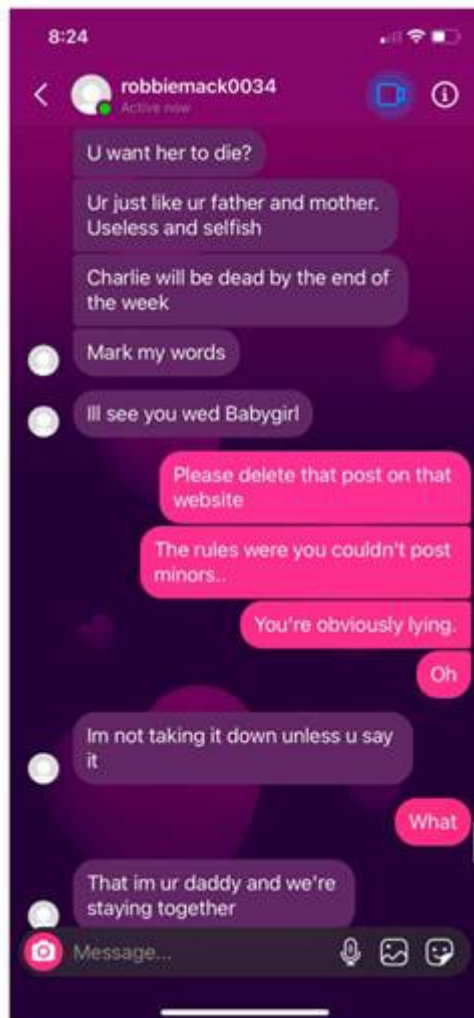 8:24
robbiemack0034
Active now
U want her to die?
Ur just like ur father and mother.
Useless and selfish
Charlie will be dead by the end of
the week
Mark my words
Ill see you wed Babygirl
Please delete that post on that
website
The rules were you couldn't post
minors..
You're obviously lying.
Oh
Im not taking it down unless u say
it
What
That im ur daddy and we're
staying together
Message...